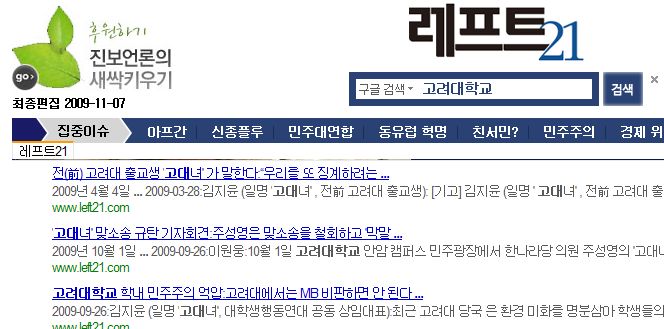 후원하기
진보언론의
새싹키우기
go
레프트21
최종편집 2009-11-07
구글 검색 고려대학교 검색
집중이슈 아프간 신종플루 민주대연합 동유럽 혁명 친서민? 민주주의 경제 위
레프트21
전(前) 고려대 출교생 '고대녀'가 말한다:“우리를 또 징계하려는 ...
2009년 4월 4일 ... 2009-03-28:김지윤 (일명 '고대녀', 전前 고려대 출교생): [기고] 김지윤 (일명 ' 고대녀', 전前 고려대 출
www.left21.com
'고대녀' 맞소송 규탄 기자회견:주성영은 맞소송을 철회하고 막말 ...
2009년 10월 1일 ... 2009-09-26:이원웅:10월 1일 고려대학교 안암 캠퍼스 민주광장에서 한나라당 의원 주성영의 '고대녀
www.left21.com
고려대학교 학내 민주주의 억압:고려대에서는 MB 비판하면 안 된다 ...
2009-09-26:김지윤 (일명 '고대녀', 대학생행동연대 공동 상임대표):최근 고려대 당국 은 환경 미화를 명분삼아 학생들의
www.left21.com